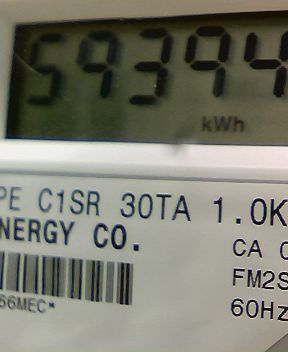 59394
kWh
PE C1SR 30TA 1.0K
NERGY CO.
CA
FM2S
66MEC*
60Hz